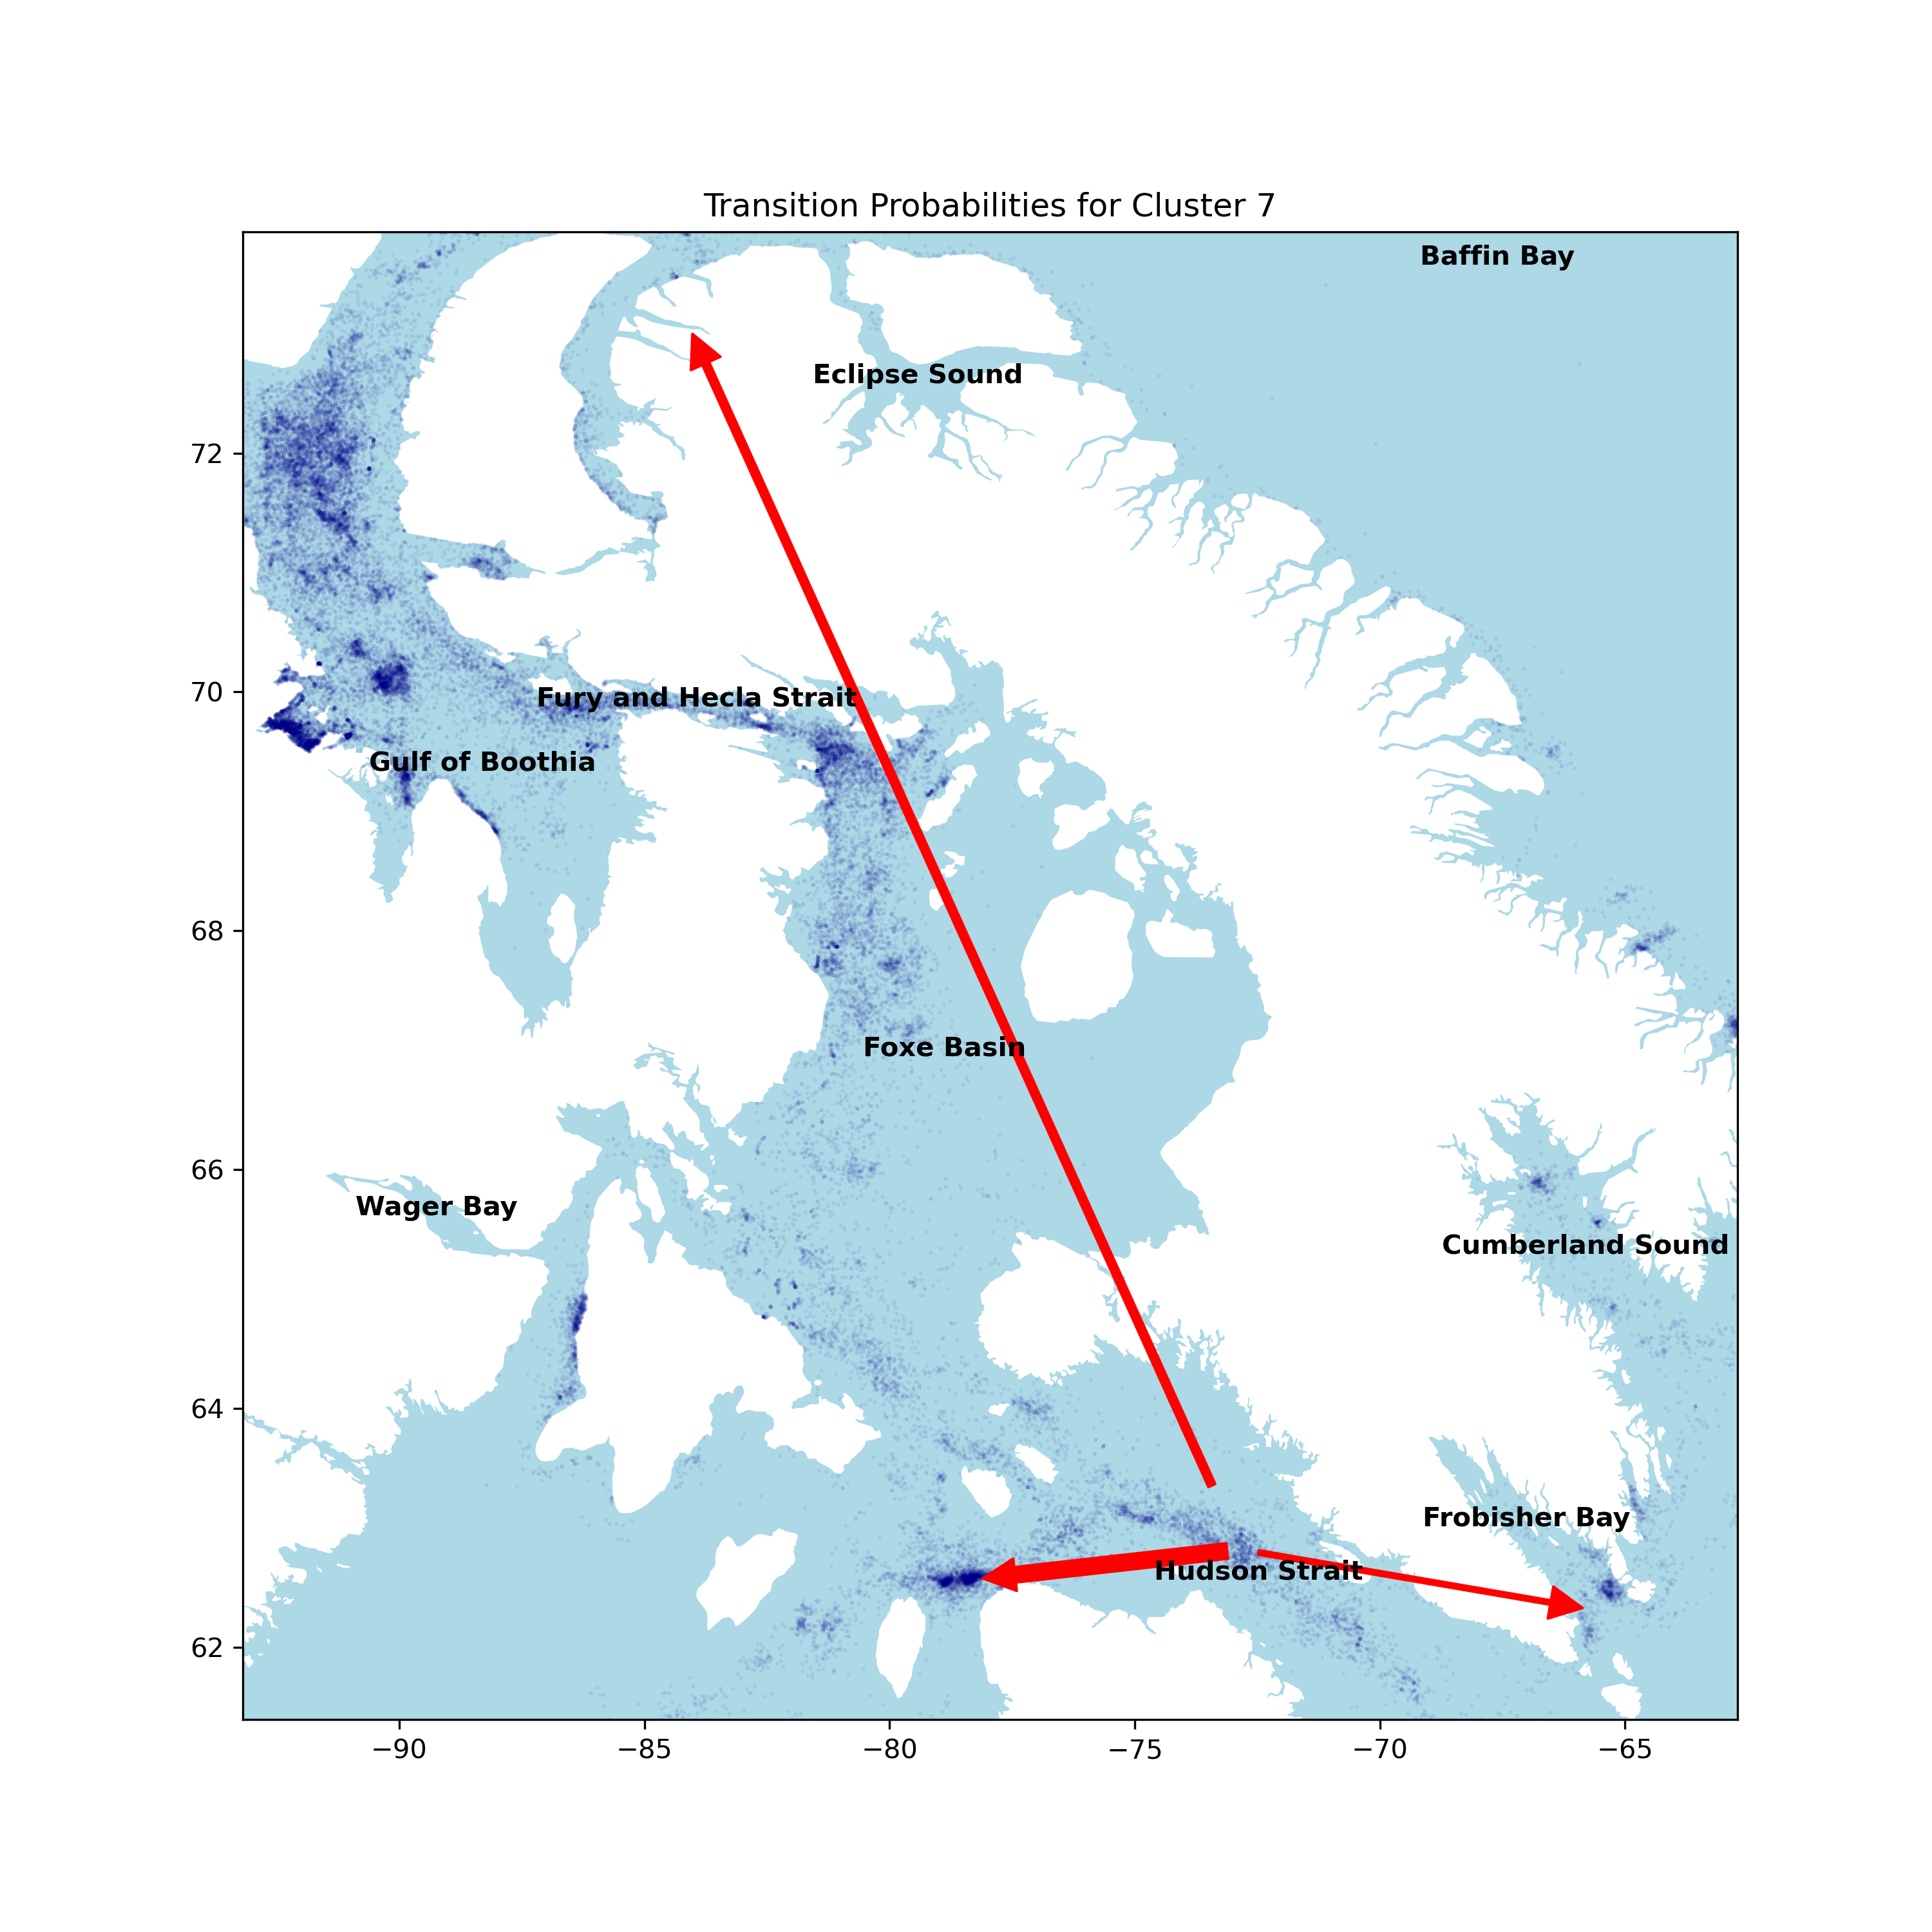 Transition Probabilities for Cluster 7
Baffin Bay
Eclipse Sound
72
70
Fury and Hecla Strait
Gulf of Boothia
68
Foxe Basin
66
Wager Bay
Cumberland Sound
64
Frobisher Bay
Hudson Strait
62
−90
−85
−80
−75
−70
−65